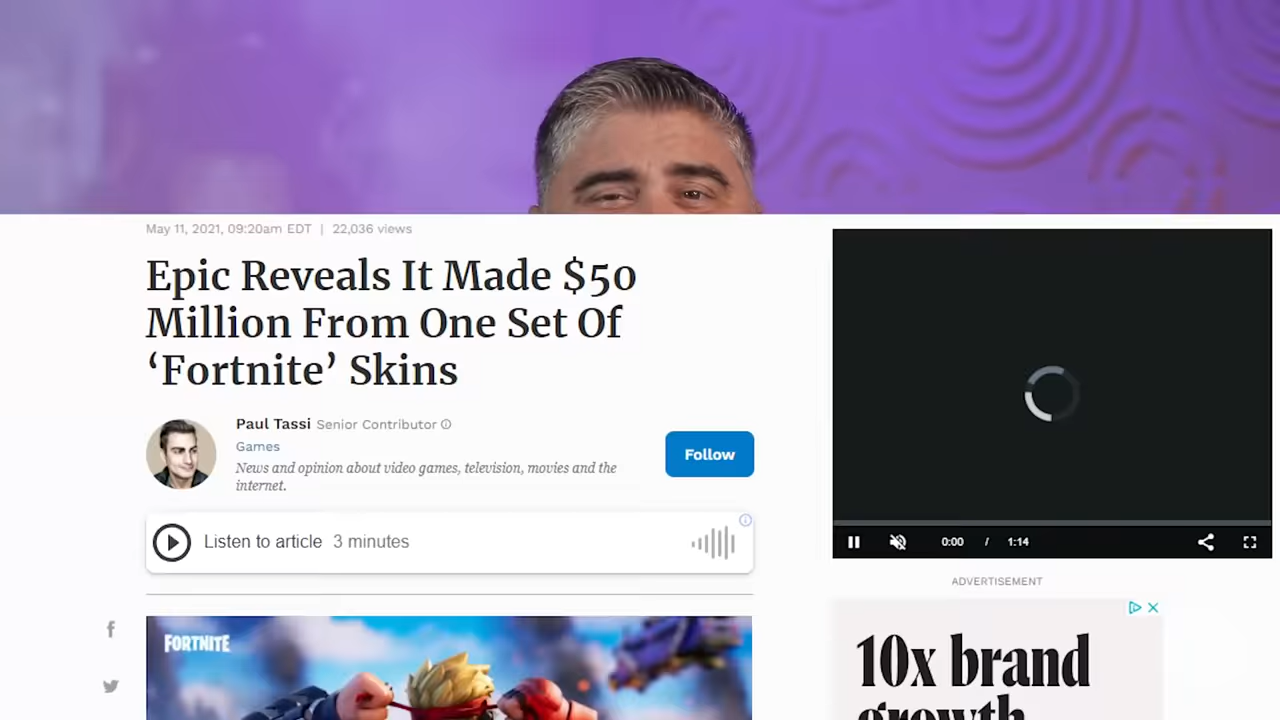 May 11, 2021, 09:20am EDT | 22,036 views
Epic Reveals It Made $50
Million From One Set Of
‘Fortnite’ Skins
Paul Tassi Senior Contributor
Games
News and opinion about video games, television, movies and the
internet.
Follow
Listen to article 3 minutes
FORTNITE
0:00 / 1:14
ADVERTISEMENT
10x brand
growth